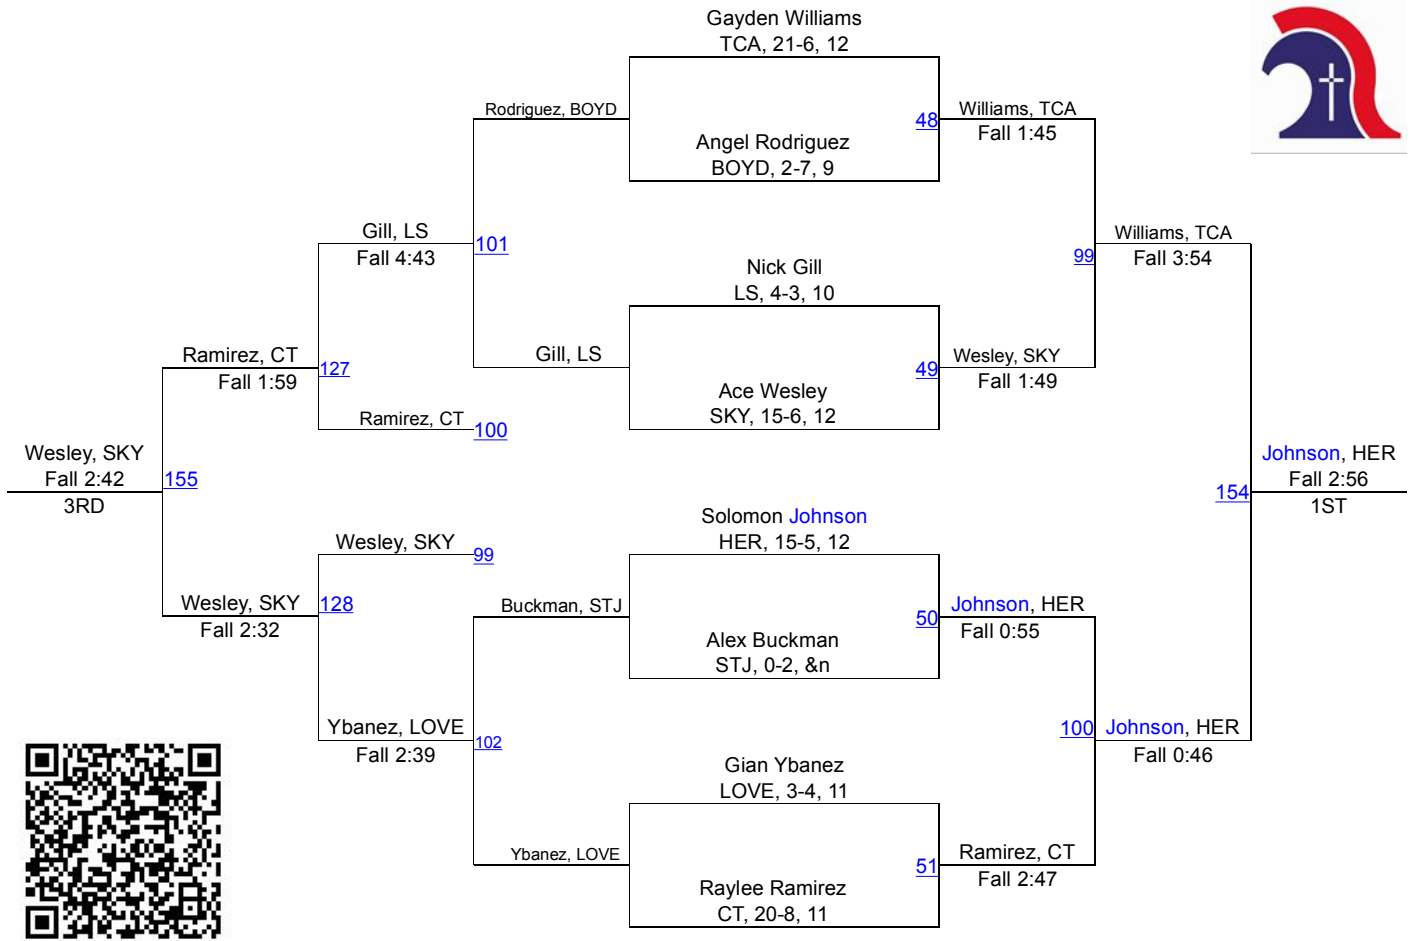 Gayden Williams
TCA, 21-6, 12
Rodriguez, BOYD
48
Williams, TCA
Fall 1:45
Angel Rodriguez
BOYD, 2-7, 9
Gill, LS
Fall 4:43
101
Williams, TCA
Fall 3:54
99
Nick Gill
LS, 4-3, 10
Gill, LS
49
Wesley, SKY
Fall 1:49
Ramirez, CT
Fall 1:59
127
Ace Wesley
SKY, 15-6, 12
Ramirez, CT
100
Wesley, SKY
Fall 2:42
3RD
155
154
Johnson, HER
Fall 2:56
1ST
Solomon Johnson
HER, 15-5, 12
Wesley, SKY
99
Wesley, SKY
Fall 2:32
128
Buckman, STJ
50
Johnson, HER
Fall 0:55
Alex Buckman
STJ, 0-2, &n
Ybanez, LOVE
Fall 2:39
102
100
Johnson, HER
Fall 0:46
Gian Ybanez
LOVE, 3-4, 11
Ybanez, LOVE
51
Ramirez, CT
Fall 2:47
Raylee Ramirez
CT, 20-8, 11